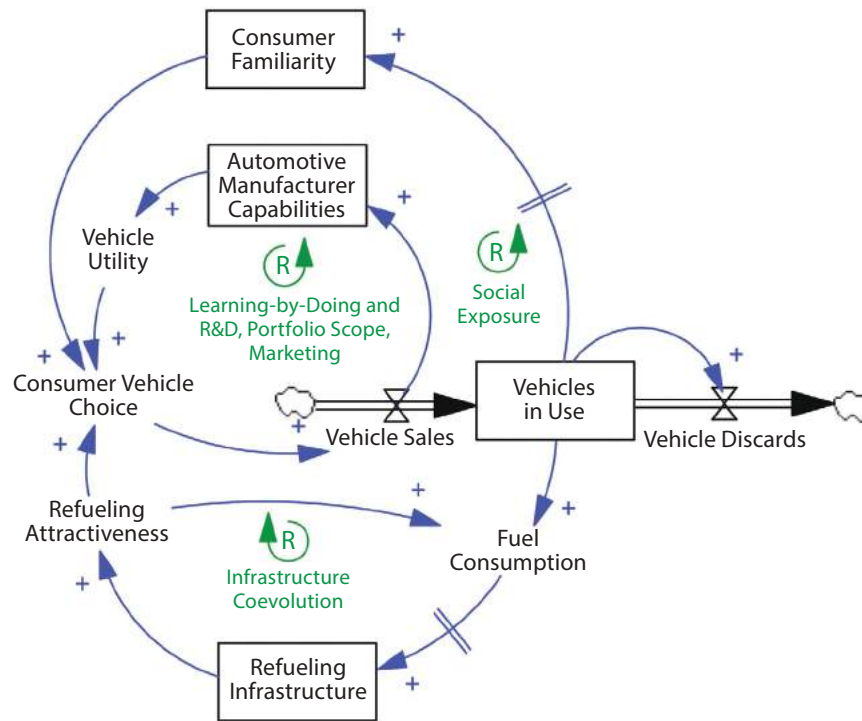 Consumer
Familiarity
+
+
Automotive
Manufacturer
Capabilities
+
+
Vehicle
Utility
R
Learning-by-Doing and
R&D, Portfolio Scope,
Marketing
R
Social
Exposure
+
+
+
Consumer Vehicle
Choice
+
Vehicle Sales
Vehicles
in Use
Vehicle Discards
+
+
+
Refueling
Attractiveness
R
Infrastructure
Coevolution
Fuel
Consumption
+
+
Refueling
Infrastructure
+